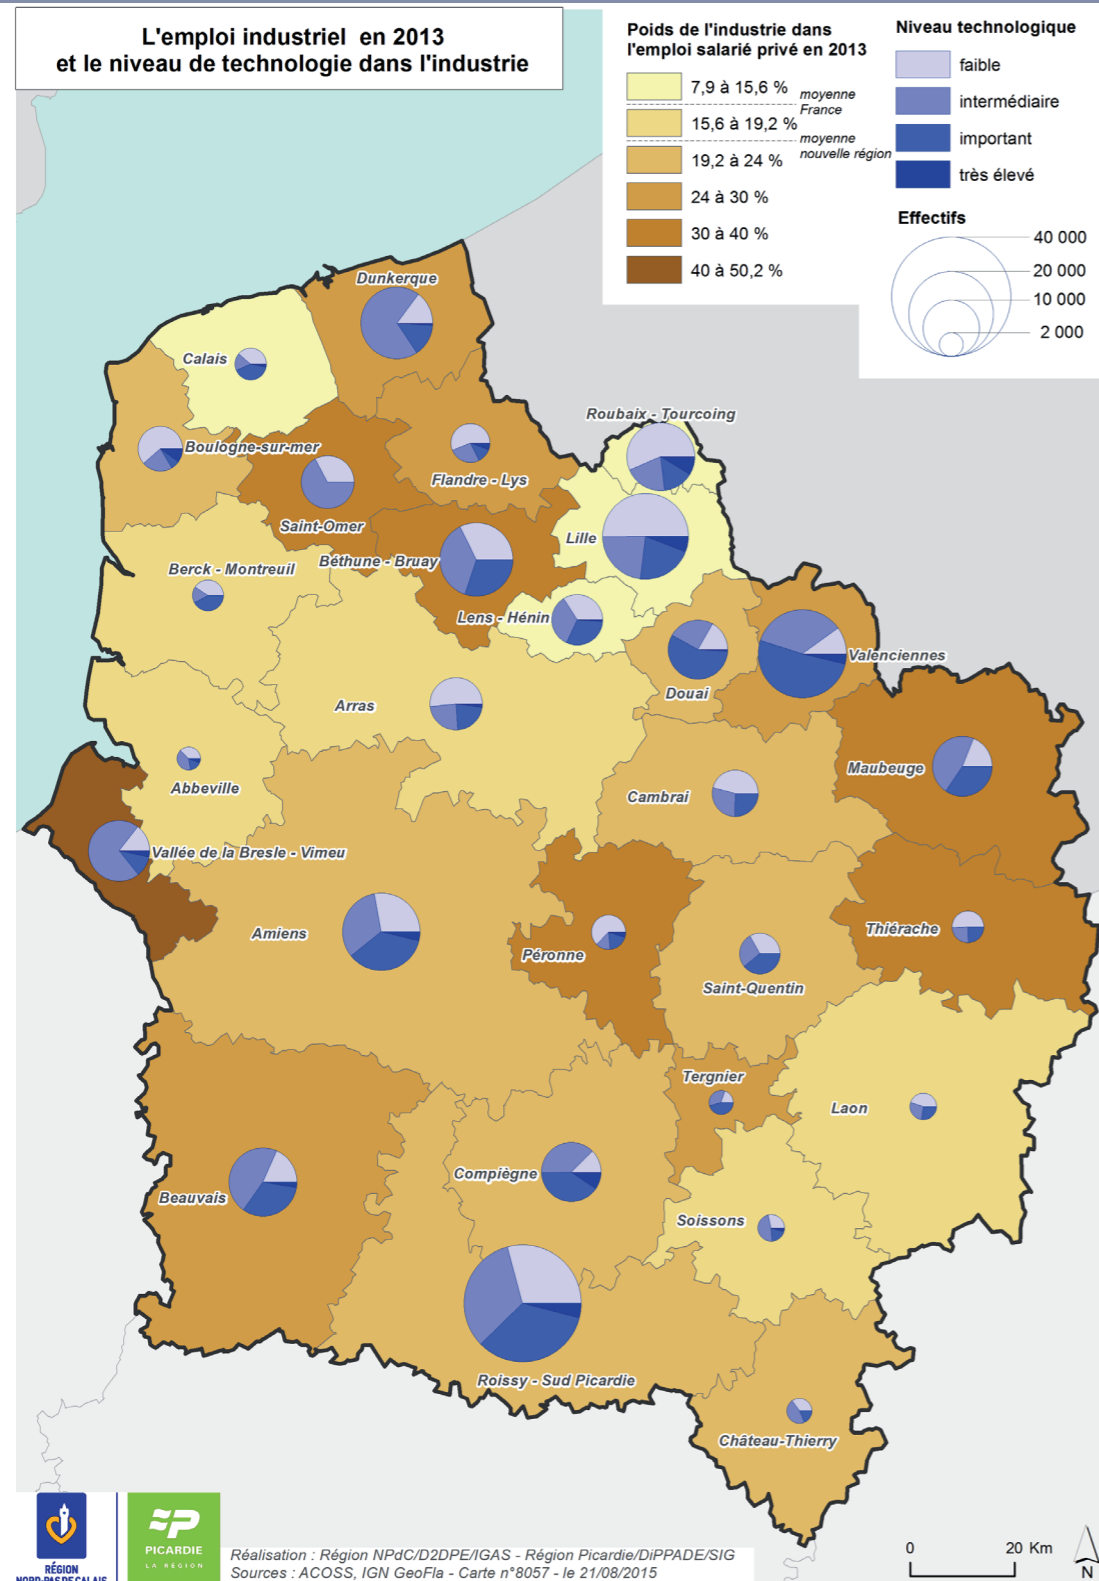 L'emploi industriel en 2013
et le niveau de technologie dans l'industrie
Poids de l'industrie dans
l'emploi salarié privé en 2013
7,9 à 15,6 %
moyenne
France
15,6 à 19,2 %
moyenne
nouvelle région
19,2 à 24 %
24 à 30 %
30 à 40 %
40 à 50,2 %
Niveau technologique
faible
intermédiaire
important
très élevé
Effectifs
40 000
20 000
10 000
2 000
Dunkerque
Calais
Roubaix - Tourcoing
Boulogne-sur-mer
Flandre - Lys
Saint-Omer
Lille
Béthune - Bruay
Berck - Montreuil
Lens - Hénin
Valenciennes
Douai
Arras
Maubeuge
Abbeville
Cambrai
Vallée de la Bresle - Vimeu
Amiens
Thiérache
Péronne
Saint-Quentin
Tergnier
Laon
Compiègne
Beauvais
Soissons
Roissy - Sud Picardie
Château-Thierry
RÉGION
NORD-PAS DE CALAIS
PICARDIE
LA RÉGION
Réalisation : Région NPdC/D2DPE/IGAS - Région Picardie/DiPPADE/SIG
Sources : ACOSS, IGN GeoFla - Carte n°8057 - le 21/08/2015
0 20 Km
N